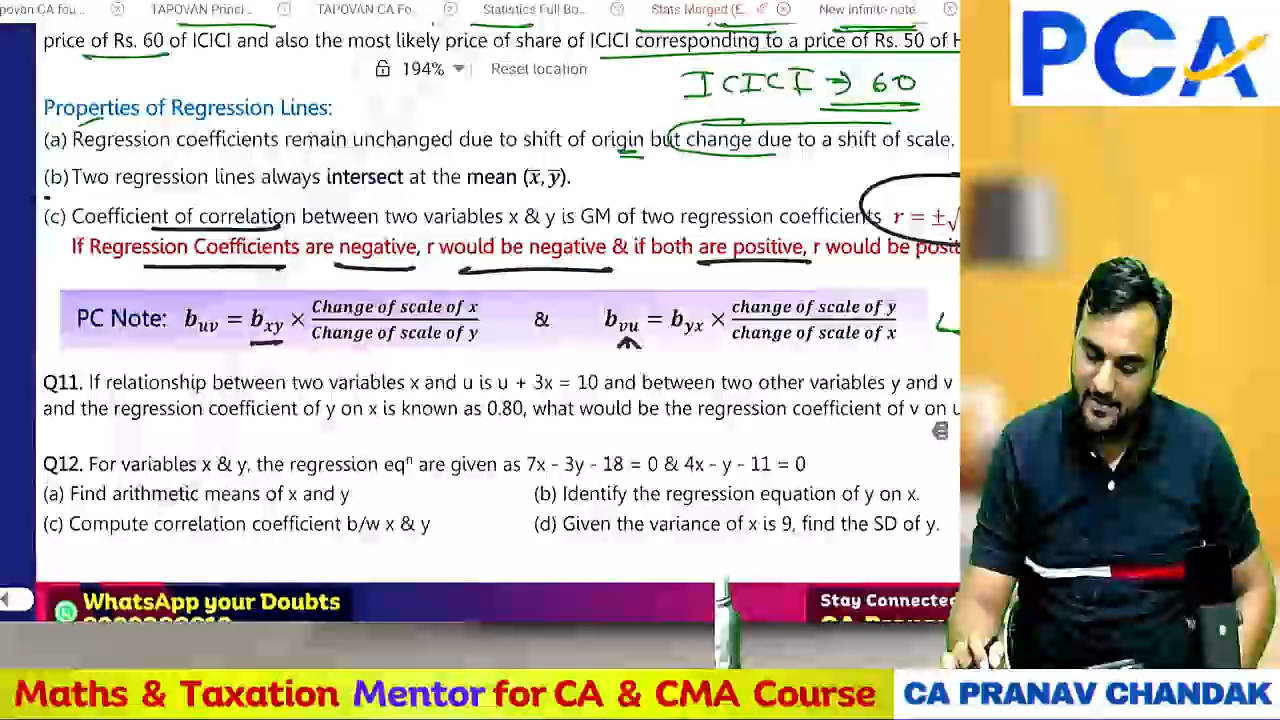 TAPOVAN Princi...
TAPOVAN CA Fo...
Statistics Full Bo...
Stats Merged (E...
New infinite note
price of Rs. 60 of ICICI and also the most likely price of share of ICICI corresponding to a price of Rs. 50 of H
194%
Reset location
ICICI → 60
Properties of Regression Lines:
(a) Regression coefficients remain unchanged due to shift of origin but change due to a shift of scale.
(b) Two regression lines always intersect at the mean (x̅, y̅).
(c) Coefficient of correlation between two variables x & y is GM of two regression coefficients r = ±√
If Regression Coefficients are negative, r would be negative & if both are positive, r would be posit
PC Note: b_uv = b_xy × Change of scale of x / Change of scale of y & b_vu = b_yx × change of scale of y / change of scale of x
Q11. If relationship between two variables x and u is u + 3x = 10 and between two other variables y and v
and the regression coefficient of y on x is known as 0.80, what would be the regression coefficient of v on u
Q12. For variables x & y, the regression eqⁿ are given as 7x - 3y - 18 = 0 & 4x - y - 11 = 0
(a) Find arithmetic means of x and y (b) Identify the regression equation of y on x.
(c) Compute correlation coefficient b/w x & y (d) Given the variance of x is 9, find the SD of y.
WhatsApp your Doubts
Stay Connected
Maths & Taxation Mentor for CA & CMA Course
CA PRANAV CHANDAK
PCA